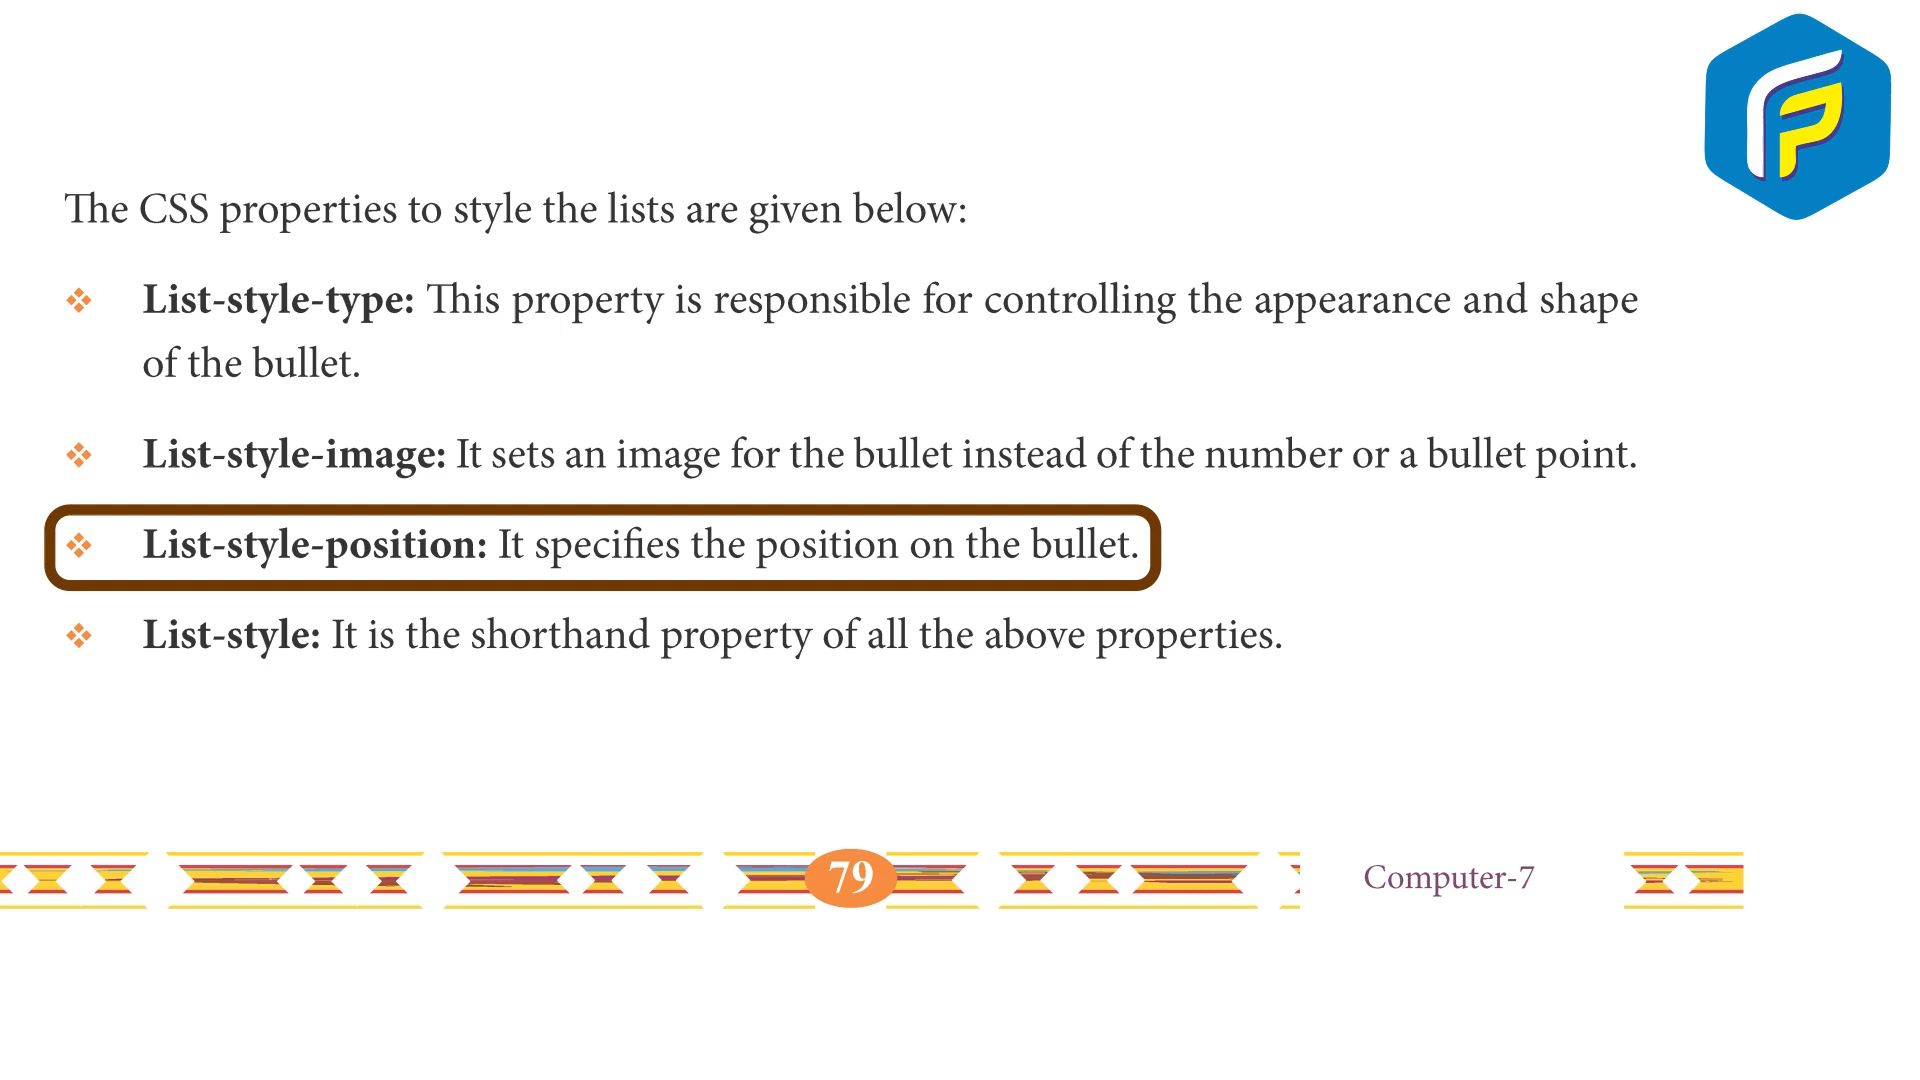 The CSS properties to style the lists are given below:
❖ List-style-type: This property is responsible for controlling the appearance and shape
of the bullet.
❖ List-style-image: It sets an image for the bullet instead of the number or a bullet point.
❖ List-style-position: It specifies the position on the bullet.
❖ List-style: It is the shorthand property of all the above properties.
79
Computer-7